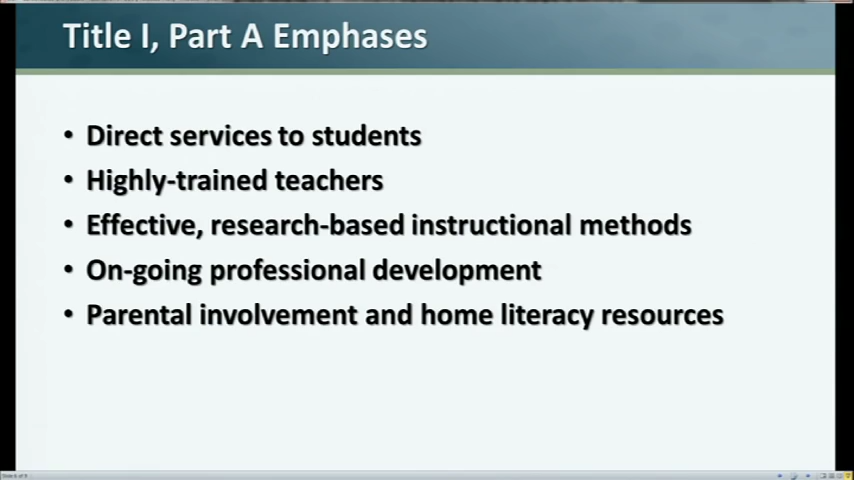 Title I, Part A Emphases
• Direct services to students
• Highly-trained teachers
• Effective, research-based instructional methods
• On-going professional development
• Parental involvement and home literacy resources